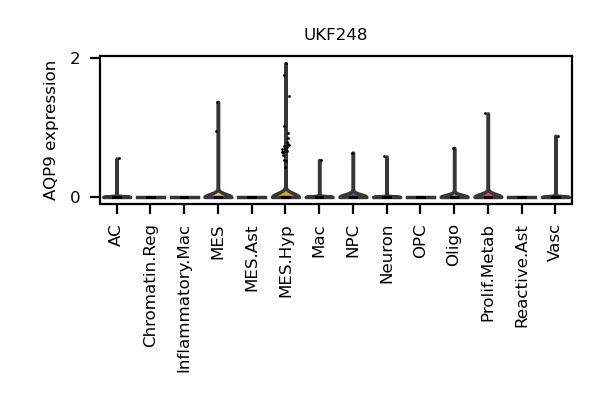 UKF248
AQP9 expression
2
0
AC
Chromatin.Reg
Inflammatory.Mac
MES
MES.Ast
MES.Hyp
Mac
NPC
Neuron
OPC
Oligo
Prolif.Metab
Reactive.Ast
Vasc